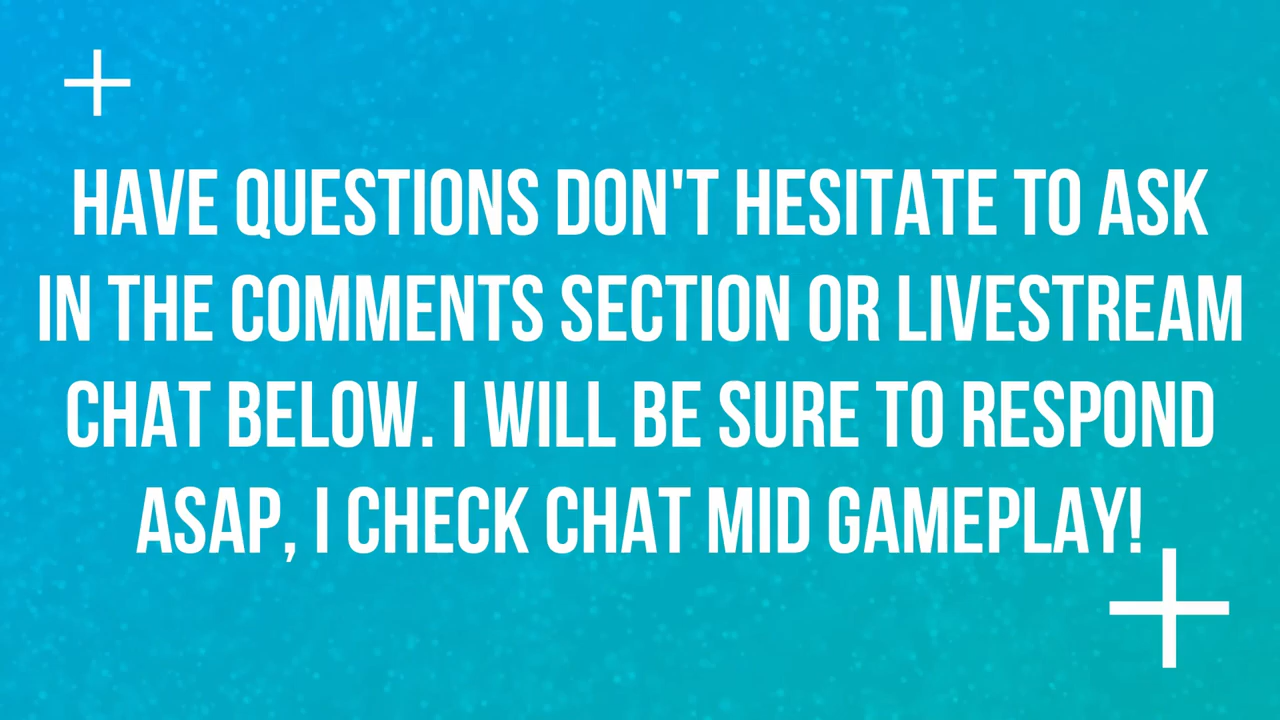 HAVE QUESTIONS DON'T HESITATE TO ASK
IN THE COMMENTS SECTION OR LIVESTREAM
CHAT BELOW. I WILL BE SURE TO RESPOND
ASAP, I CHECK CHAT MID GAMEPLAY!